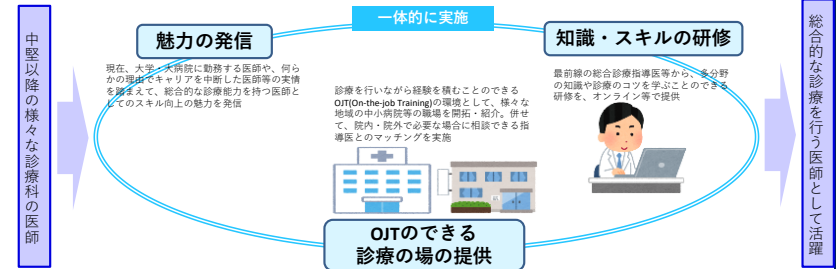 一体的に実施
中堅以降の様々な診療科の医師
魅力の発信
現在、大学・大病院に勤務する医師や、何ら
かの理由でキャリアを中断した医師等の実情
を踏まえて、総合的な診療能力を持つ医師と
してのスキル向上の魅力を発信
診療を行いながら経験を積むことのできる
OJT(On-the-job Training)の環境として、様々な
地域の中小病院等の職場を開拓・紹介。併せ
て、院内・院外で必要な場合に相談できる指
導医とのマッチングを実施
OJTのできる
診療の場の提供
知識・スキルの研修
最前線の総合診療指導医等から、多分野
の知識や診療のコツを学ぶことのできる
研修を、オンライン等で提供
総合的な診療を行う医師として活躍